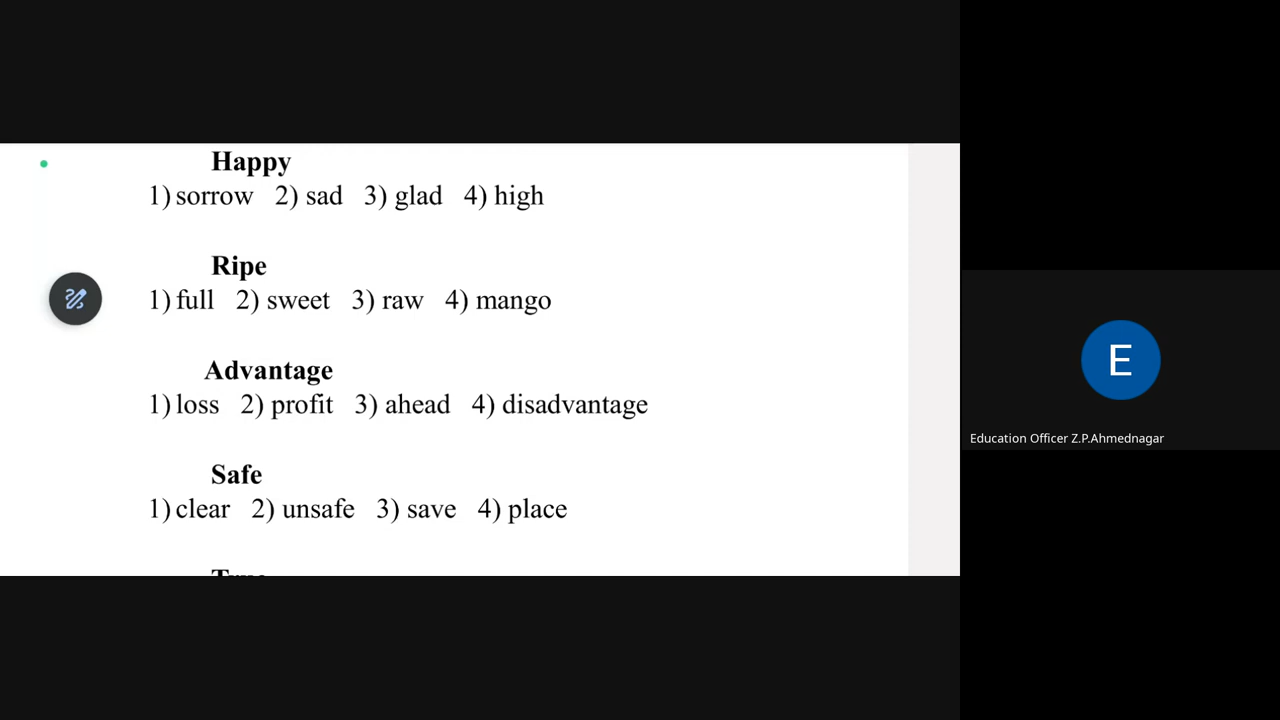 Happy
1) sorrow 2) sad 3) glad 4) high
Ripe
1) full 2) sweet 3) raw 4) mango
Advantage
1) loss 2) profit 3) ahead 4) disadvantage
Safe
1) clear 2) unsafe 3) save 4) place
E
Education Officer Z.P.Ahmednagar